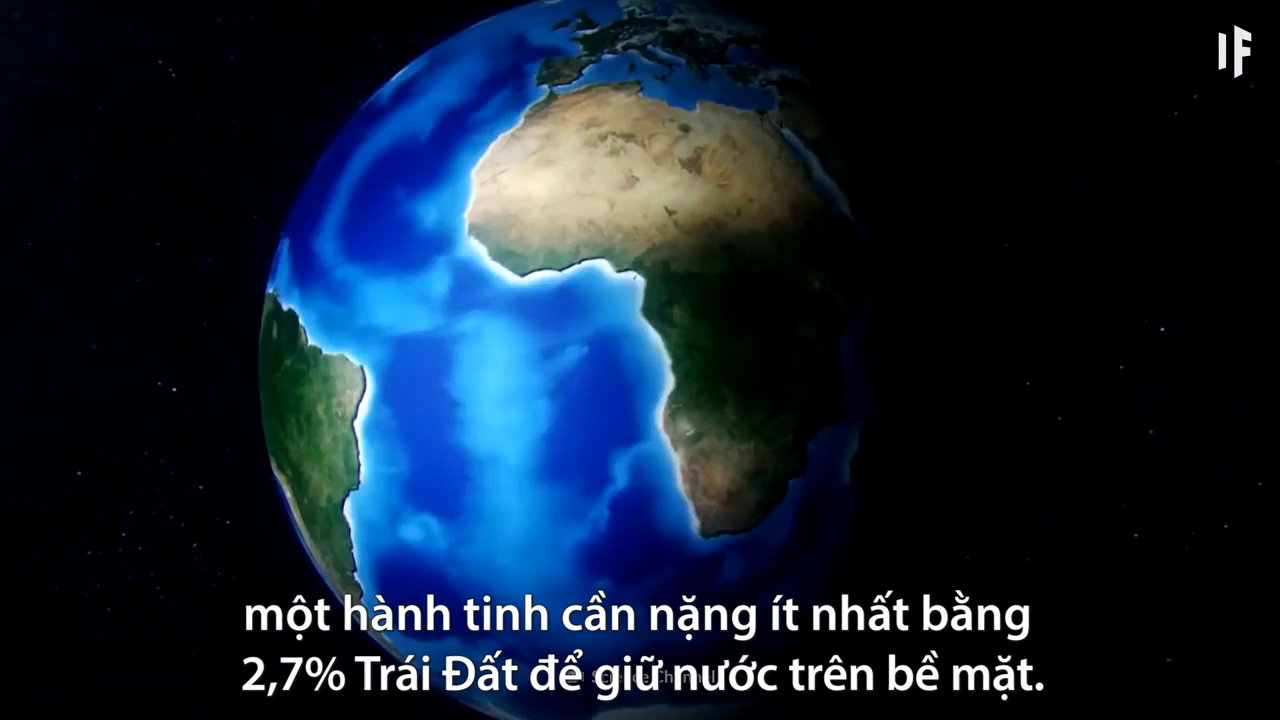 IF
một hành tinh cần nặng ít nhất bằng
2,7% Trái Đất để giữ nước trên bề mặt.